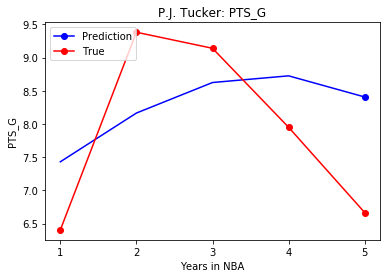 P.J. Tucker: PTS_G
Prediction
True
9.5
9.0
8.5
8.0
7.5
7.0
6.5
PTS_G
1 2 3 4 5
Years in NBA